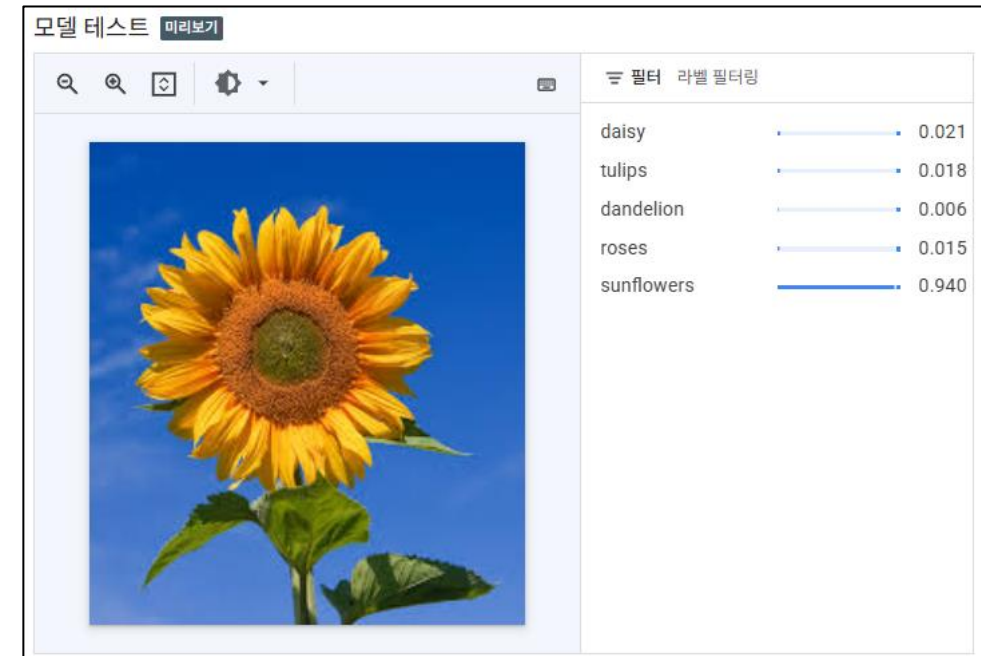 모델 테스트 미리보기
필터 라벨 필터링
daisy 0.021
tulips 0.018
dandelion 0.006
roses 0.015
sunflowers 0.940